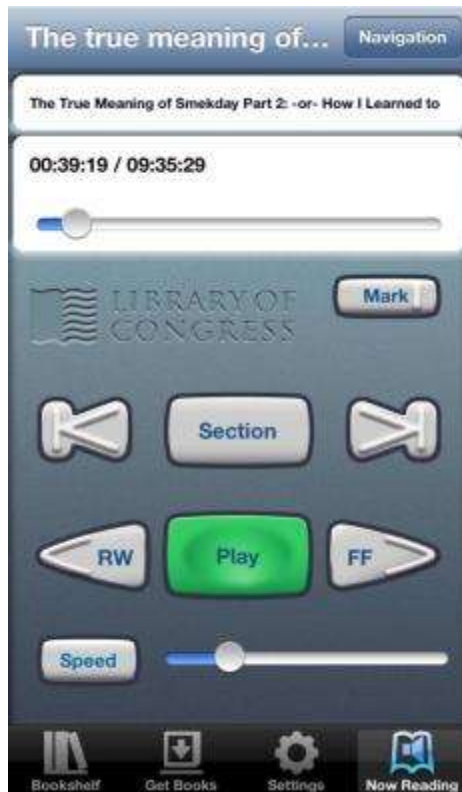 The true meaning of...
Navigation
The True Meaning of Smekday Part 2: -or- How I Learned to
00:39:19 / 09:35:29
LIBRARY OF
CONGRESS
Mark
Section
RW
Play
FF
Speed
Bookshelf
Get Books
Settings
Now Reading